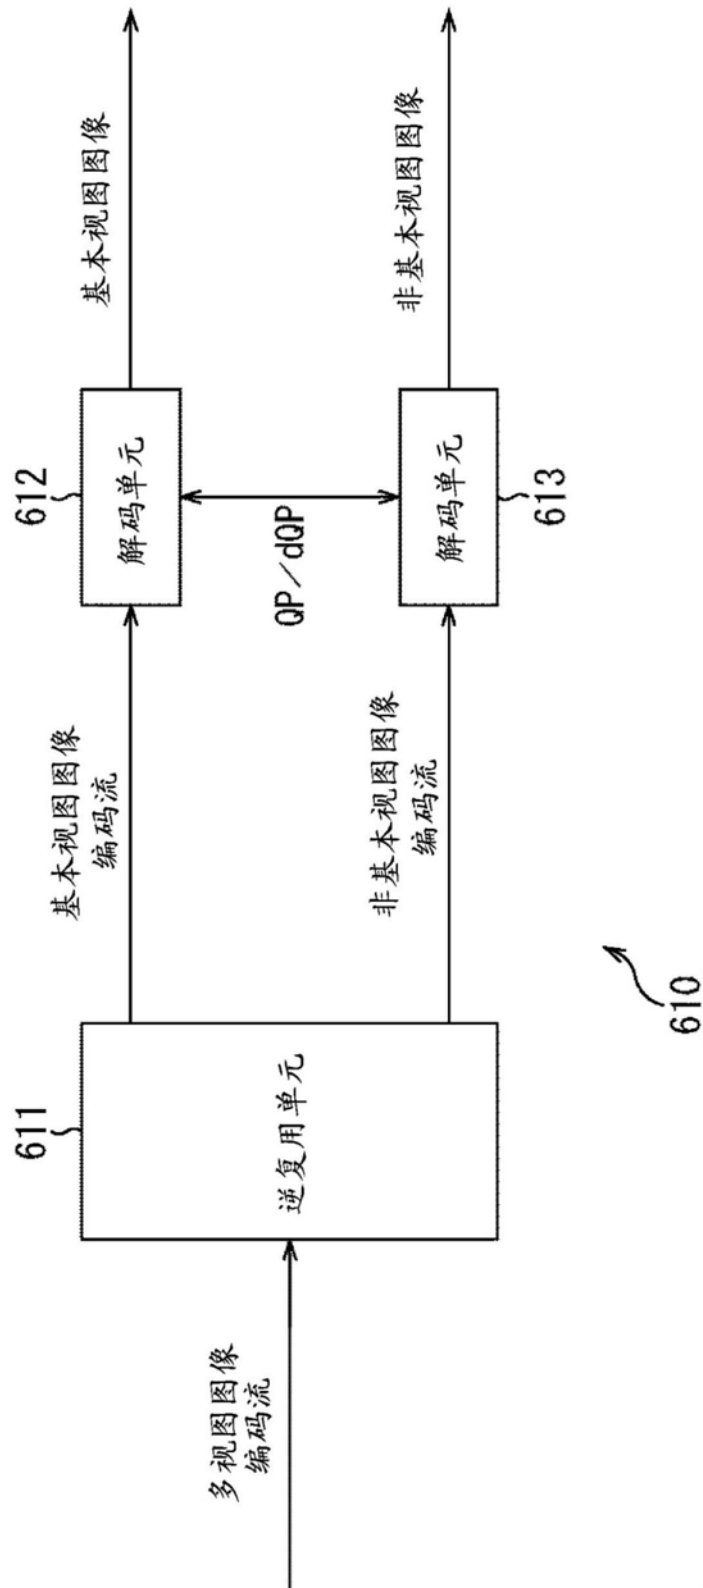 610
多视图图像
编码流
611
逆复用单元
基本视图图像
编码流
非基本视图图像
编码流
612
解码单元
QP/dQP
解码单元
613
基本视图图像
非基本视图图像